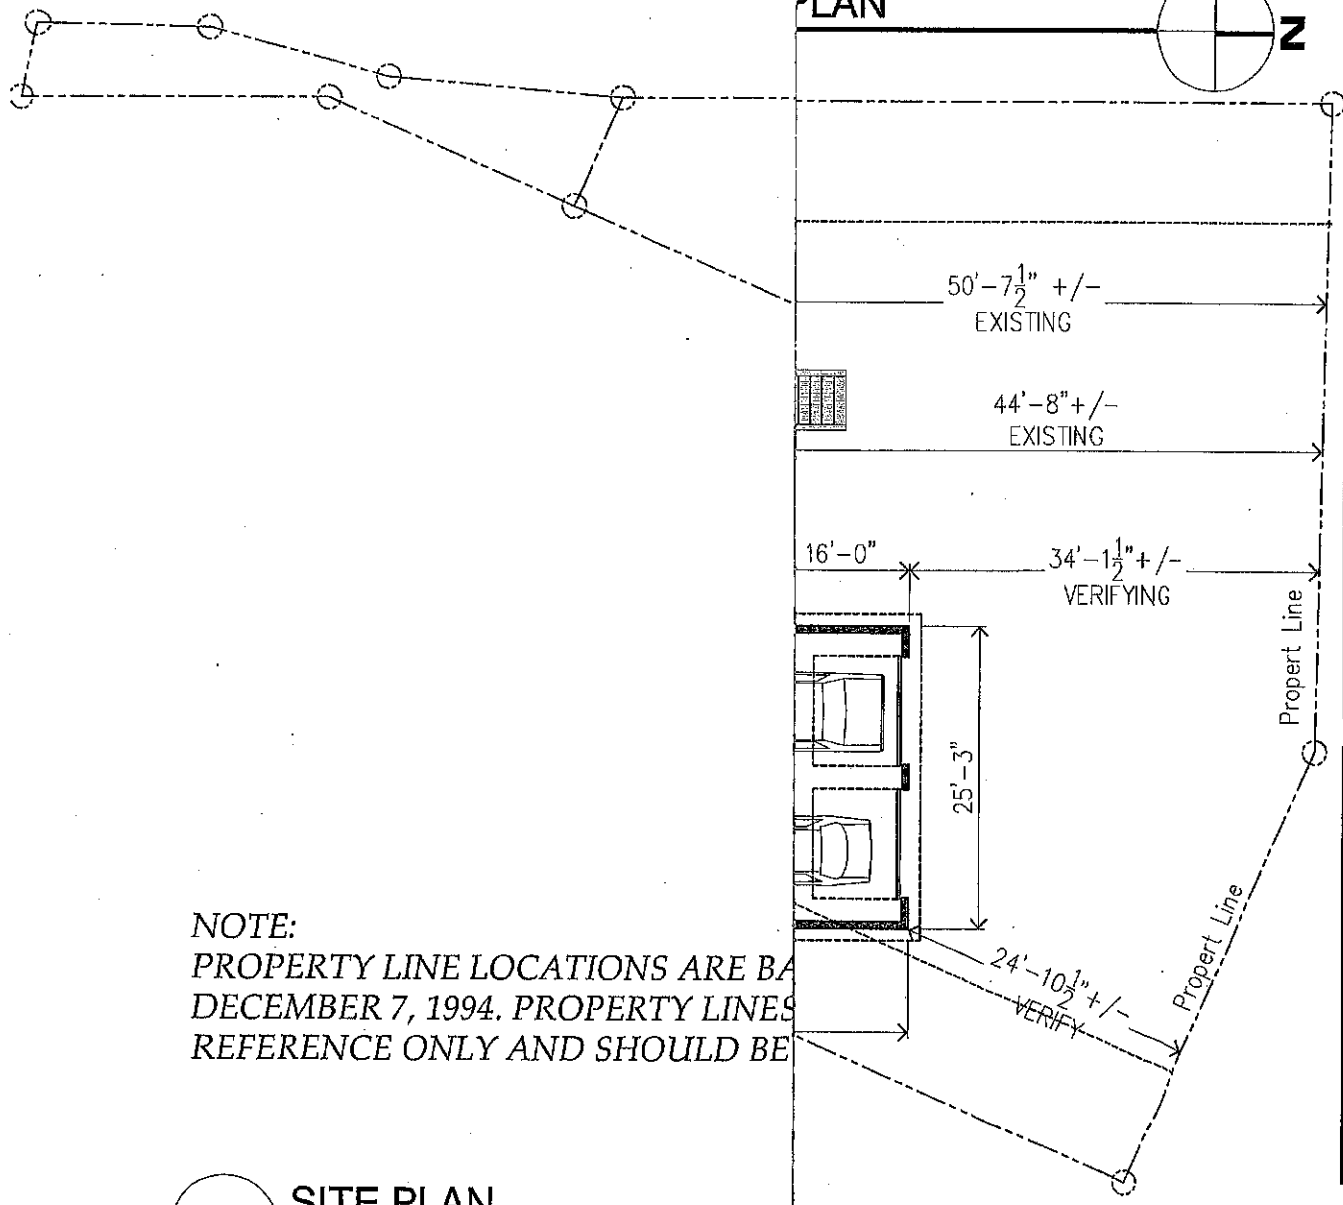 PLAN
N
50'-7½" +/-
EXISTING
44'-8"+/-
EXISTING
16'-0"
34'-1½"+/-
VERIFYING
Propert Line
25'-3"
Propert Line
24'-10½"+/-
VERIFY
NOTE:
PROPERTY LINE LOCATIONS ARE BA
DECEMBER 7, 1994. PROPERTY LINES
REFERENCE ONLY AND SHOULD BE
SITE PLAN